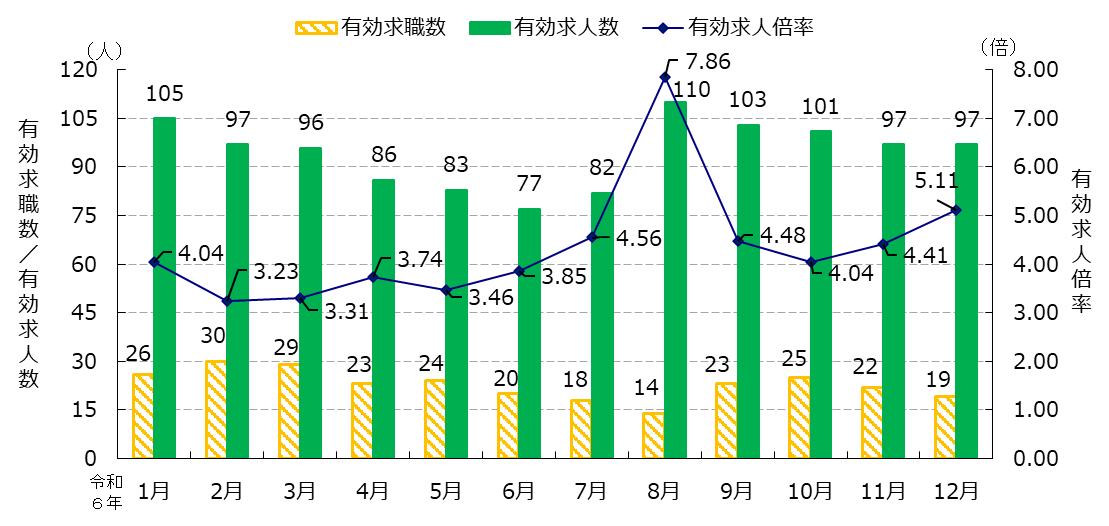 有効求職数 有効求人数 有効求人倍率
(人)
(倍)
120
105
90
75
60
45
30
15
0
有効求職数／有効求人数
8.00
7.00
6.00
5.00
4.00
3.00
2.00
1.00
0.00
有効求人倍率
105 97 96 86 83 77 82 110 103 101 97 97
4.04 3.23 3.31 3.74 3.46 3.85 4.56 7.86 4.48 4.04 4.41 5.11
26 30 29 23 24 20 18 14 23 25 22 19
令和
６年
1月 2月 3月 4月 5月 6月 7月 8月 9月 10月 11月 12月